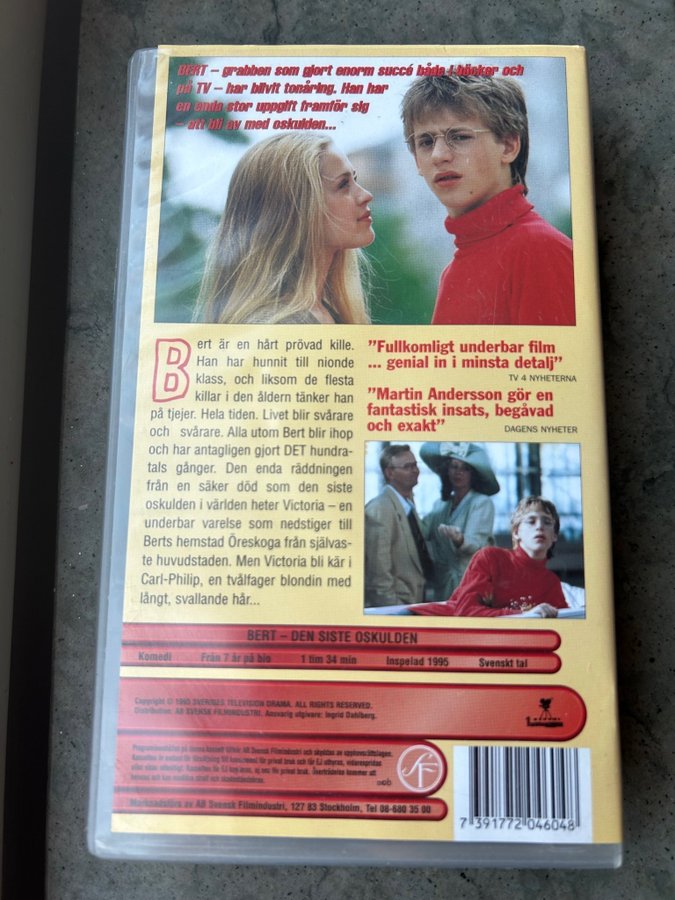 BERT – grabben som gjort enorm succé både i böcker och
på TV – har blivit tonåring. Han har
en enda stor uppgift framför sig
– att bli av med oskulden...
Bert är en hårt prövad kille.
Han har hunnit till nionde
klass, och liksom de flesta
killar i den åldern tänker han
på tjejer. Hela tiden. Livet blir svårare
och svårare. Alla utom Bert blir ihop
och har antagligen gjort DET hundra-
tals gånger. Den enda räddningen
från en säker död som den siste
oskulden i världen heter Victoria – en
underbar varelse som nedstiger till
Berts hemstad Öreskoga från självas-
te huvudstaden. Men Victoria bli kär i
Carl-Philip, en tvålfager blondin med
långt, svallande hår...
"Fullkomligt underbar film
... genial in i minsta detalj"
TV 4 NYHETERNA
"Martin Andersson gör en
fantastisk insats, begåvad
och exakt"
DAGENS NYHETER
BERT – DEN SISTE OSKULDEN
Komedi Från 7 år på bio 1 tim 34 min Inspelad 1995 Svenskt tal
Copyright © 1995 SVERIGES TELEVISION DRAMA. ALL RIGHTS RESERVED.
Distribution: AB SVENSK FILMINDUSTRI. Ansvarig utgivare: Ingrid Dahlberg.
SF
Marknadsförs av AB Svensk Filmindustri, 127 83 Stockholm, Tel 08-680 35 00
7 391772 046048